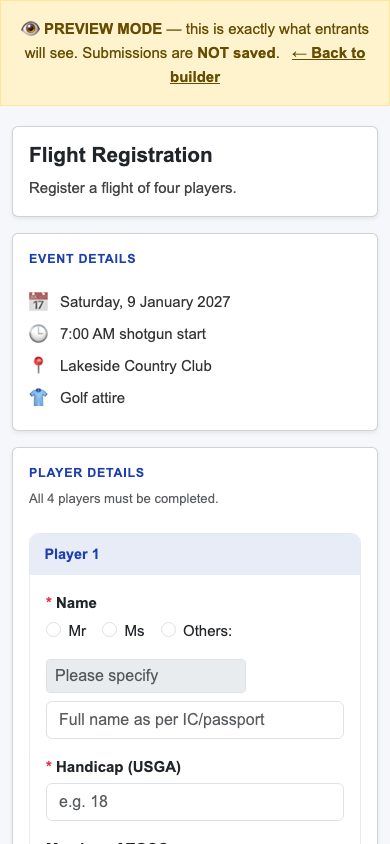 PREVIEW MODE — this is exactly what entrants
will see. Submissions are NOT saved. ← Back to
builder
Flight Registration
Register a flight of four players.
EVENT DETAILS
17
Saturday, 9 January 2027
7:00 AM shotgun start
Lakeside Country Club
Golf attire
PLAYER DETAILS
All 4 players must be completed.
Player 1
* Name
Mr Ms Others:
Please specify
Full name as per IC/passport
* Handicap (USGA)
e.g. 18